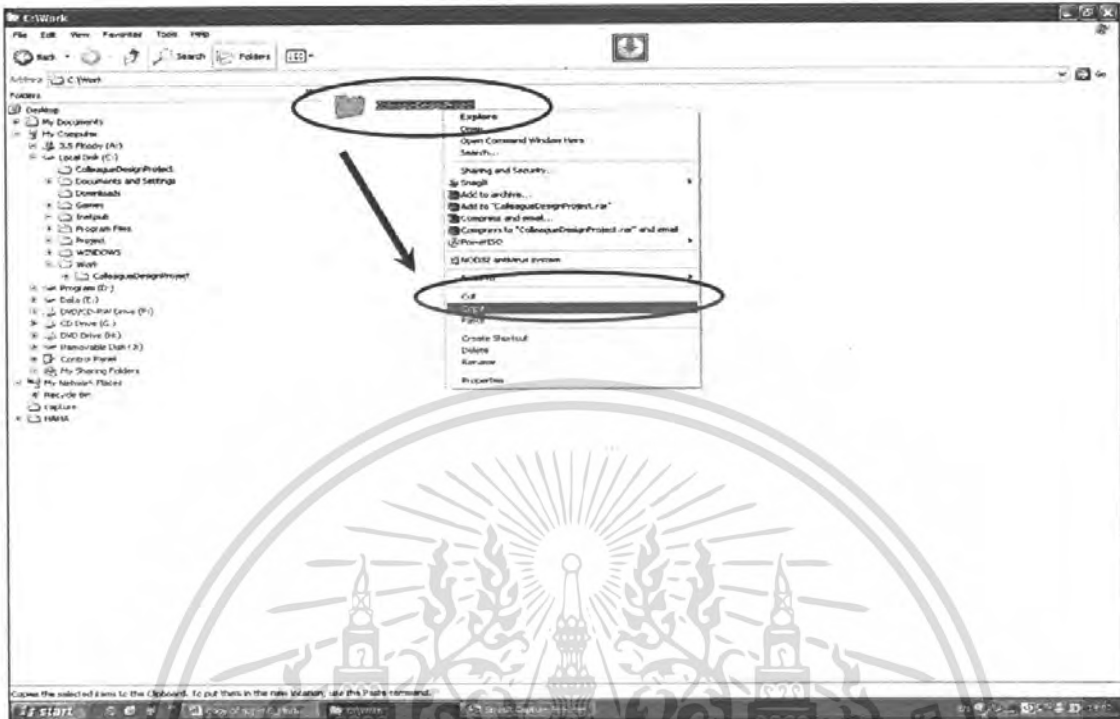 C:\Work
File Edit View Favorites Tools Help
Back Search Folders
Address C:\Work Go
Folders
Desktop
My Documents
My Computer
3.5 Floppy (A:)
Local Disk (C:)
ColleagueDesignProject
Documents and Settings
Downloads
Games
Inetpub
Program Files
Project
WINDOWS
Work
ColleagueDesignProject
Program (D:)
Data (E:)
DVD/CD-RW Drive (F:)
CD Drive (G:)
DVD Drive (H:)
Removable Disk (J:)
Control Panel
My Sharing Folders
My Network Places
Recycle Bin
capture
HAHA
ColleagueDesignProject
Explore
Open
Open Command Window Here
Search...
Sharing and Security...
SnagIt
Add to archive...
Add to "ColleagueDesignProject.rar"
Compress and email...
Compress to "ColleagueDesignProject.rar" and email
PowerISO
NOD32 antivirus system
Send To
Cut
Copy
Paste
Create Shortcut
Delete
Rename
Properties
Copies the selected items to the Clipboard. To put them in the new location, use the Paste command.
start